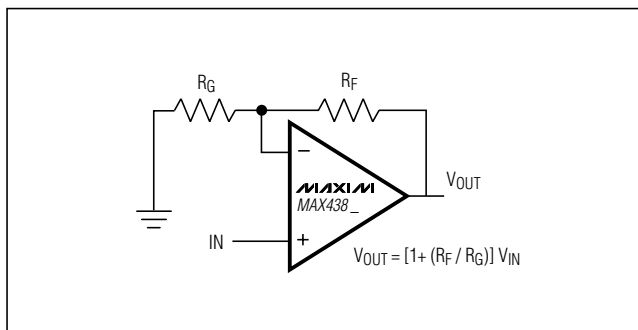 RG
RF
−
MAXIM
MAX438_
VOUT
IN
+
VOUT = [1+ (RF / RG)] VIN